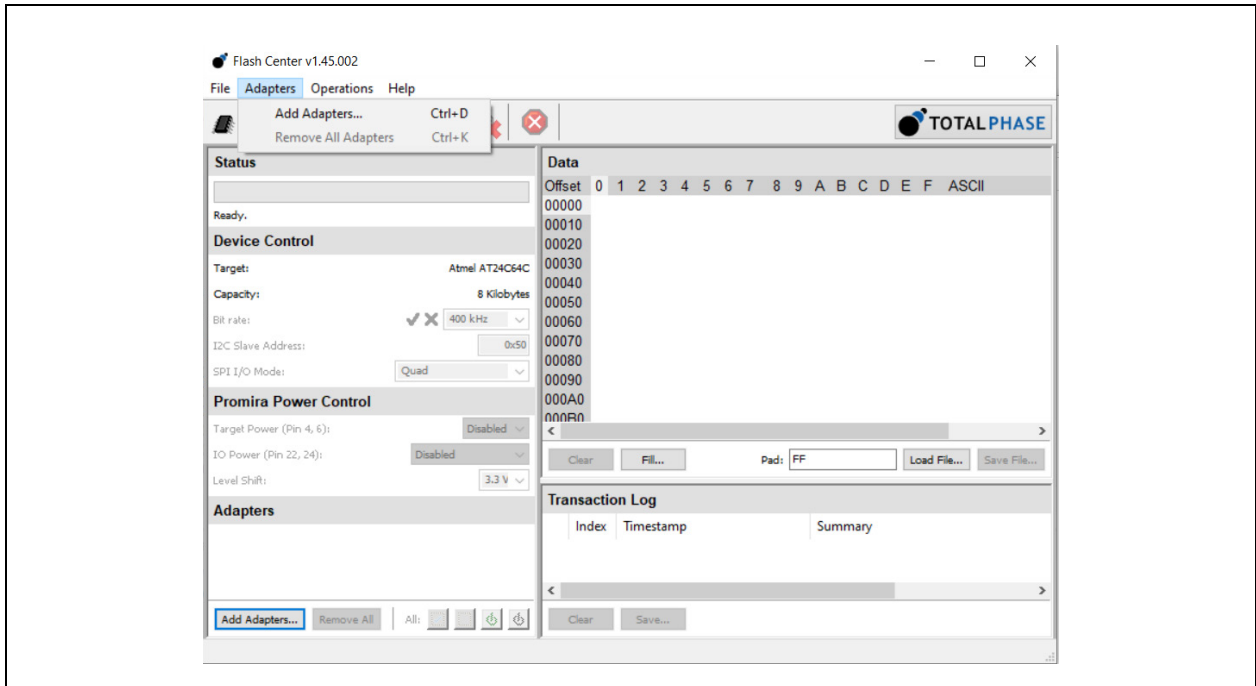 Flash Center v1.45.002
File Adapters Operations Help
Add Adapters... Ctrl+D
Remove All Adapters Ctrl+K
TOTALPHASE
Status
Ready.
Device Control
Target: Atmel AT24C64C
Capacity: 8 Kilobytes
Bit rate: 400 kHz
I2C Slave Address: 0x50
SPI I/O Mode: Quad
Promira Power Control
Target Power (Pin 4, 6): Disabled
IO Power (Pin 22, 24): Disabled
Level Shift: 3.3 V
Adapters
Add Adapters... Remove All All:
Data
Offset 0 1 2 3 4 5 6 7 8 9 A B C D E F ASCII
00000
00010
00020
00030
00040
00050
00060
00070
00080
00090
000A0
000B0
Clear Fill... Pad: FF Load File... Save File...
Transaction Log
Index Timestamp Summary
Clear Save...